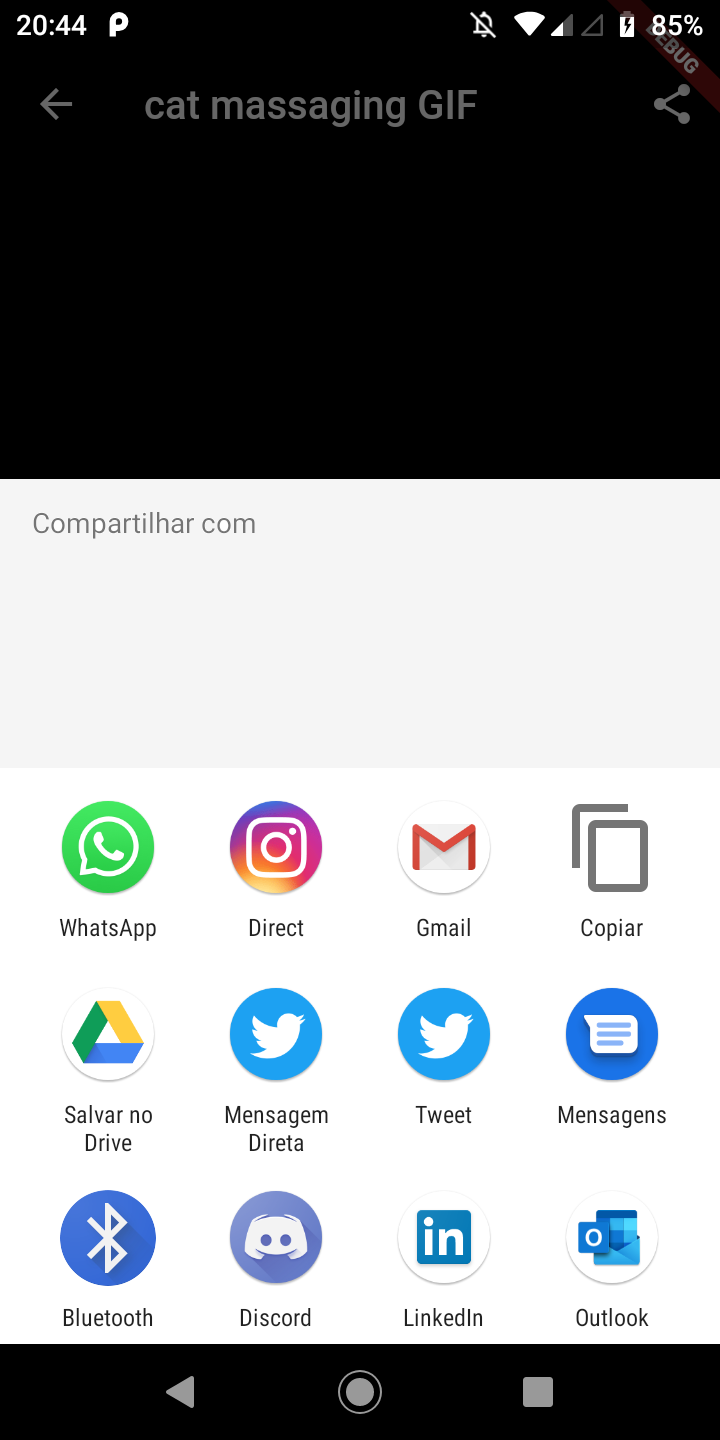 20:44
85%
DEBUG
cat massaging GIF
Compartilhar com
WhatsApp
Direct
Gmail
Copiar
Salvar no
Drive
Mensagem
Direta
Tweet
Mensagens
Bluetooth
Discord
LinkedIn
Outlook